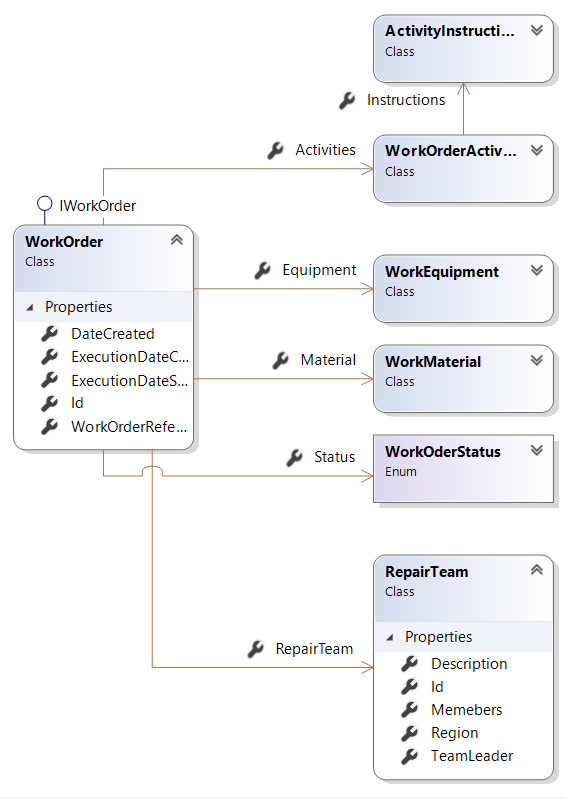 ActivityInstructi...
Class
Instructions
Activities
WorkOrderActiv...
Class
IWorkOrder
WorkOrder
Class
Properties
DateCreated
ExecutionDateC...
ExecutionDateS...
Id
WorkOrderRefe...
Equipment
WorkEquipment
Class
Material
WorkMaterial
Class
Status
WorkOderStatus
Enum
RepairTeam
RepairTeam
Class
Properties
Description
Id
Memebers
Region
TeamLeader